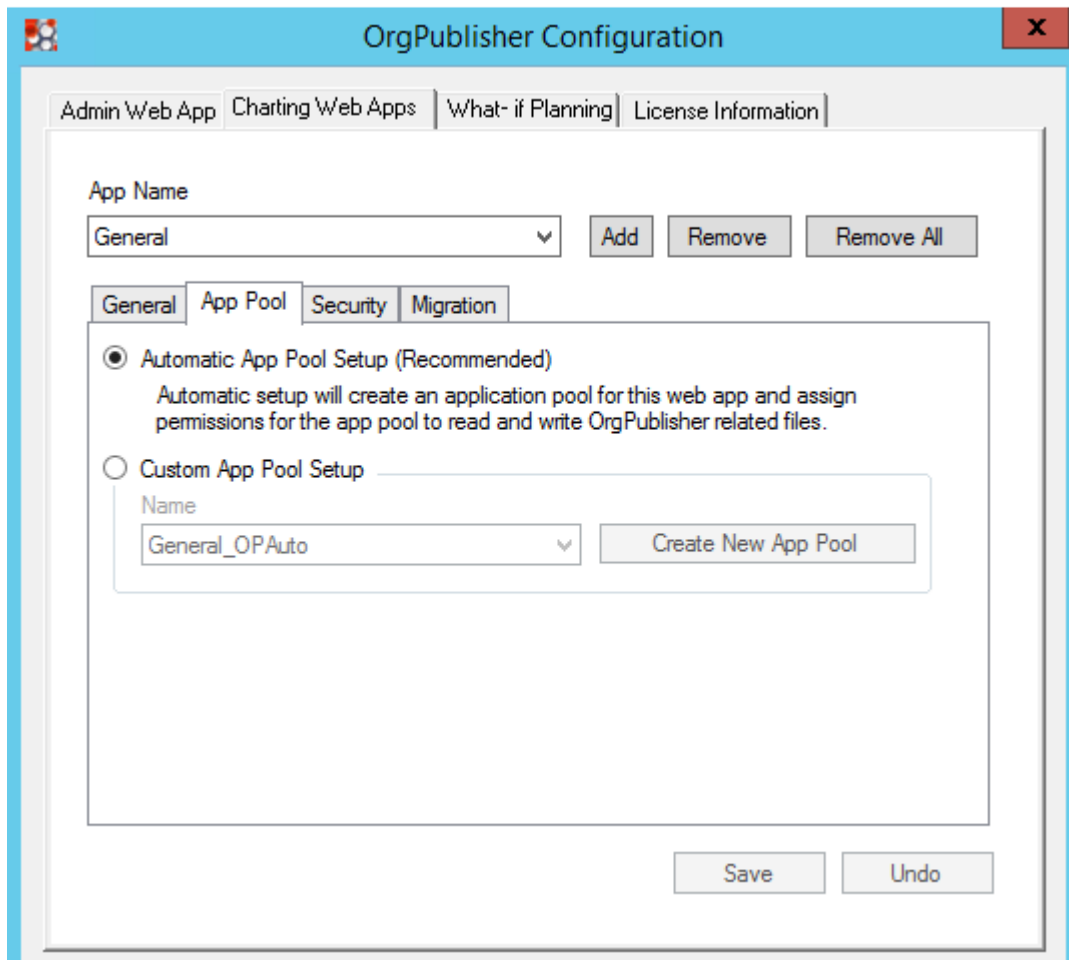 OrgPublisher Configuration
x
Admin Web App Charting Web Apps What- if Planning License Information
App Name
General Add Remove Remove All
General App Pool Security Migration
Automatic App Pool Setup (Recommended)
Automatic setup will create an application pool for this web app and assign
permissions for the app pool to read and write OrgPublisher related files.
Custom App Pool Setup
Name
General_OPAuto Create New App Pool
Save Undo